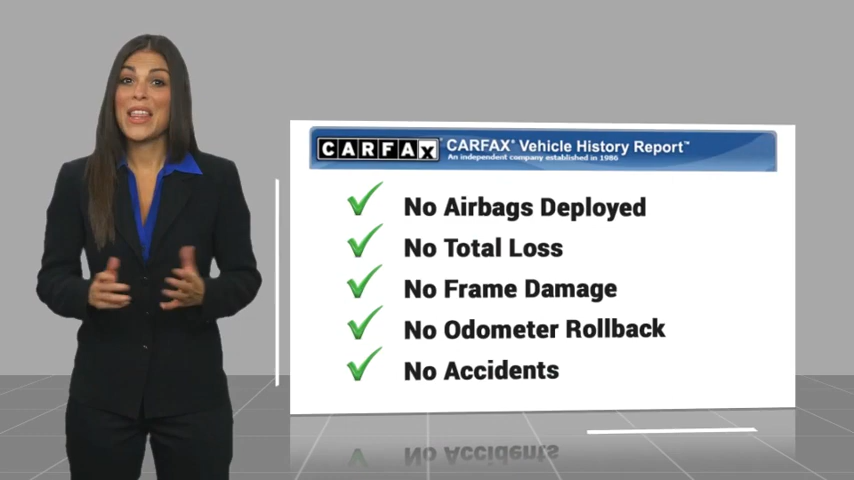 CARFAX CARFAX® Vehicle History Report™
An independent company established in 1986
No Airbags Deployed
No Total Loss
No Frame Damage
No Odometer Rollback
No Accidents
No Accidents